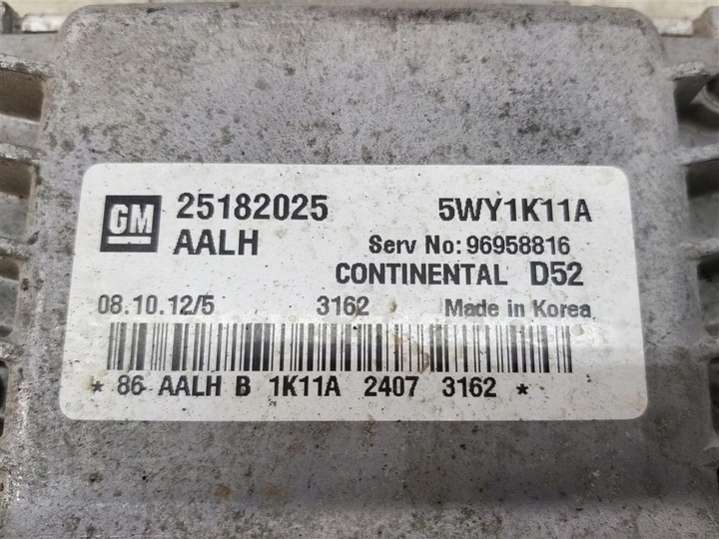 GM 25182025 5WY1K11A
AALH Serv No: 96958816
CONTINENTAL D52
08.10.12/5 3162 Made in Korea
* 86 AALH B 1K11A 2407 3162 *